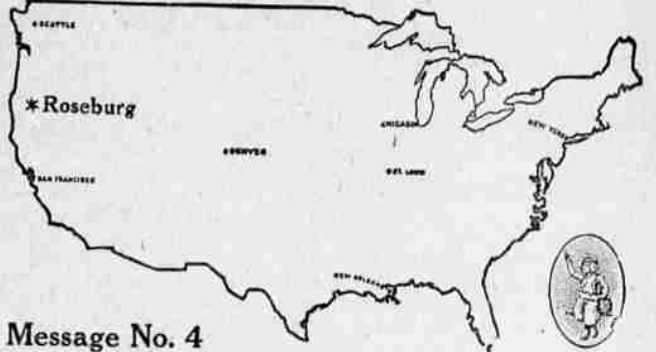 SEATTLE
* Roseburg
CHICAGO
NEW YORK
DENVER
ST. LOUIS
SAN FRANCISCO
NEW ORLEANS
Message No. 4